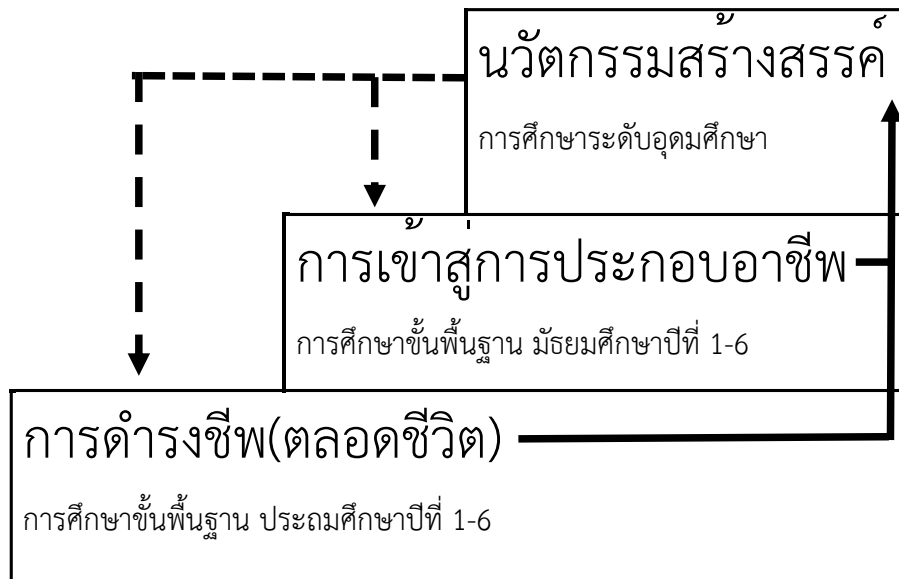 นวัตกรรมสร้างสรรค์
การศึกษาระดับอุดมศึกษา
การเข้าสู่การประกอบอาชีพ
การศึกษาขั้นพื้นฐาน มัธยมศึกษาปีที่ 1-6
การดำรงชีพ(ตลอดชีวิต)
การศึกษาขั้นพื้นฐาน ประถมศึกษาปีที่ 1-6